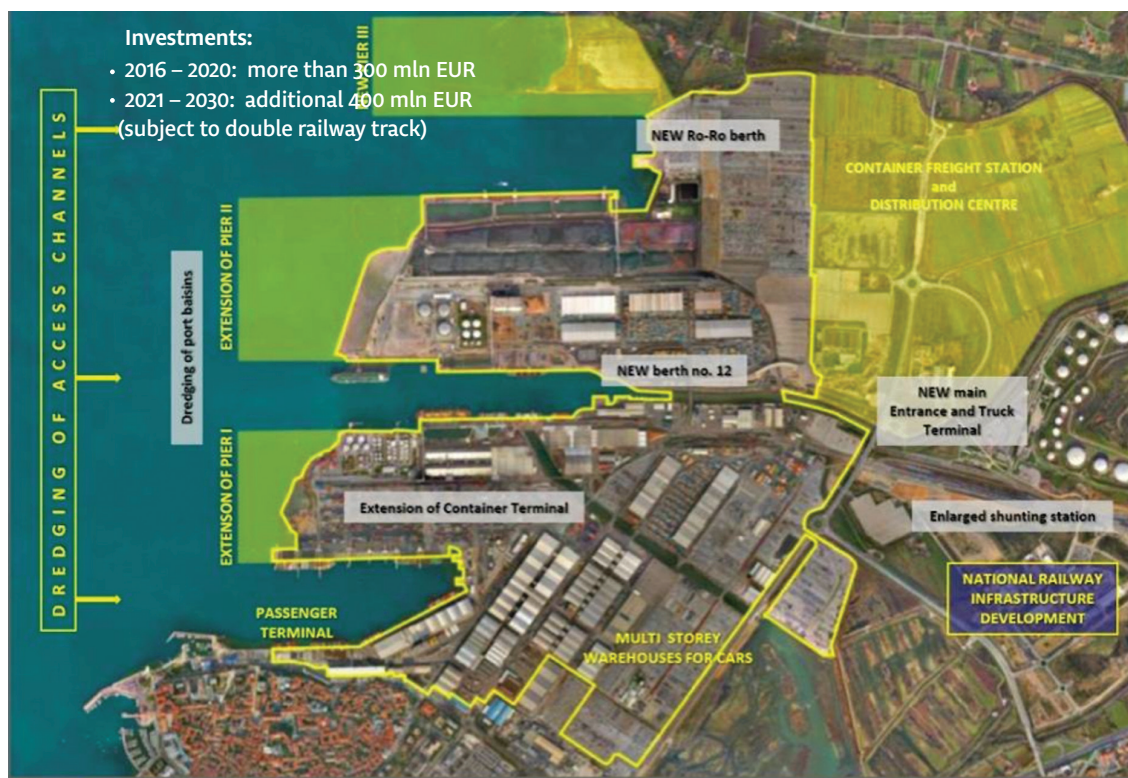 Investments:
• 2016 – 2020: more than 300 mln EUR
• 2021 – 2030: additional 400 mln EUR
(subject to double railway track)
NEW PIER III
DREDGING OF ACCESS CHANNELS
Dredging of port baisins
EXTENSION OF PIER II
EXTENSON OF PIER I
NEW Ro-Ro berth
CONTAINER FREIGHT STATION
and
DISTRIBUTION CENTRE
NEW berth no. 12
NEW main
Entrance and Truck
Terminal
Extension of Container Terminal
Enlarged shunting station
NATIONAL RAILWAY
INFRASTRUCTURE
DEVELOPMENT
PASSENGER
TERMINAL
MULTI STOREY
WAREHOUSES FOR CARS